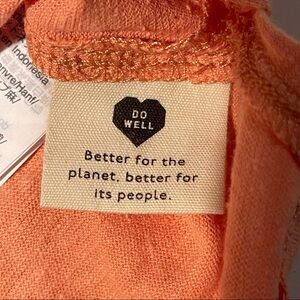 Indonesia
DO
WELL
Better for the
planet, better for
its people.